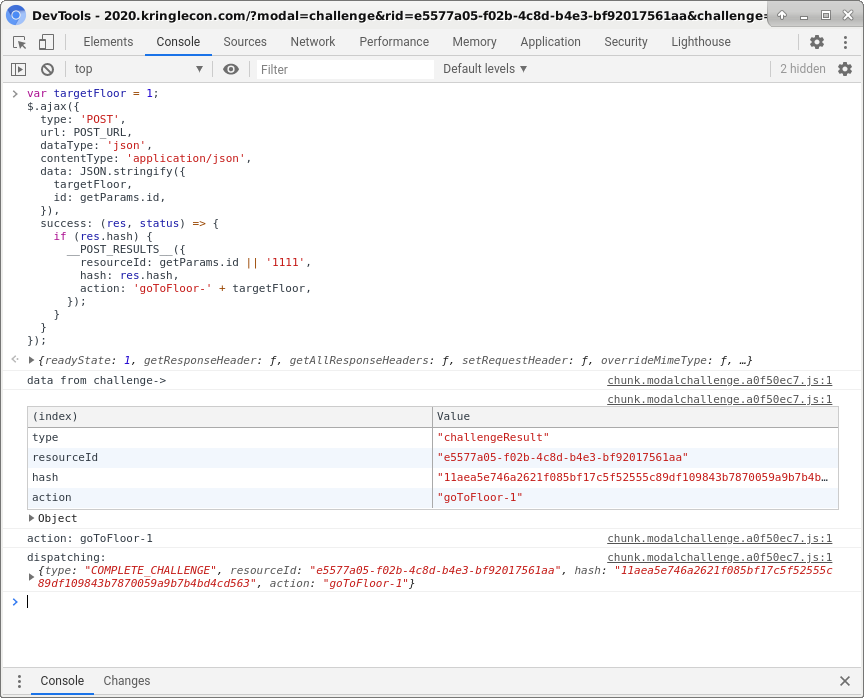 DevTools - 2020.kringlecon.com/?modal=challenge&rid=e5577a05-f02b-4c8d-b4e3-bf92017561aa&challenge=
Elements Console Sources Network Performance Memory Application Security Lighthouse
top Filter Default levels ▼ 2 hidden
> var targetFloor = 1;
$.ajax({
  type: 'POST',
  url: POST_URL,
  dataType: 'json',
  contentType: 'application/json',
  data: JSON.stringify({
    targetFloor,
    id: getParams.id,
  }),
  success: (res, status) => {
    if (res.hash) {
      __POST_RESULTS__({
        resourceId: getParams.id || '1111',
        hash: res.hash,
        action: 'goToFloor-' + targetFloor,
      });
    }
  }
});
{readyState: 1, getResponseHeader: ƒ, getAllResponseHeaders: ƒ, setRequestHeader: ƒ, overrideMimeType: ƒ, …}
data from challenge-> chunk.modalchallenge.a0f50ec7.js:1
chunk.modalchallenge.a0f50ec7.js:1
(index) Value
type "challengeResult"
resourceId "e5577a05-f02b-4c8d-b4e3-bf92017561aa"
hash "11aea5e746a2621f085bf17c5f52555c89df109843b7870059a9b7b4b…
action "goToFloor-1"
Object
action: goToFloor-1 chunk.modalchallenge.a0f50ec7.js:1
dispatching: chunk.modalchallenge.a0f50ec7.js:1
{type: "COMPLETE_CHALLENGE", resourceId: "e5577a05-f02b-4c8d-b4e3-bf92017561aa", hash: "11aea5e746a2621f085bf17c5f52555c
89df109843b7870059a9b7b4bd4cd563", action: "goToFloor-1"}
>
Console Changes